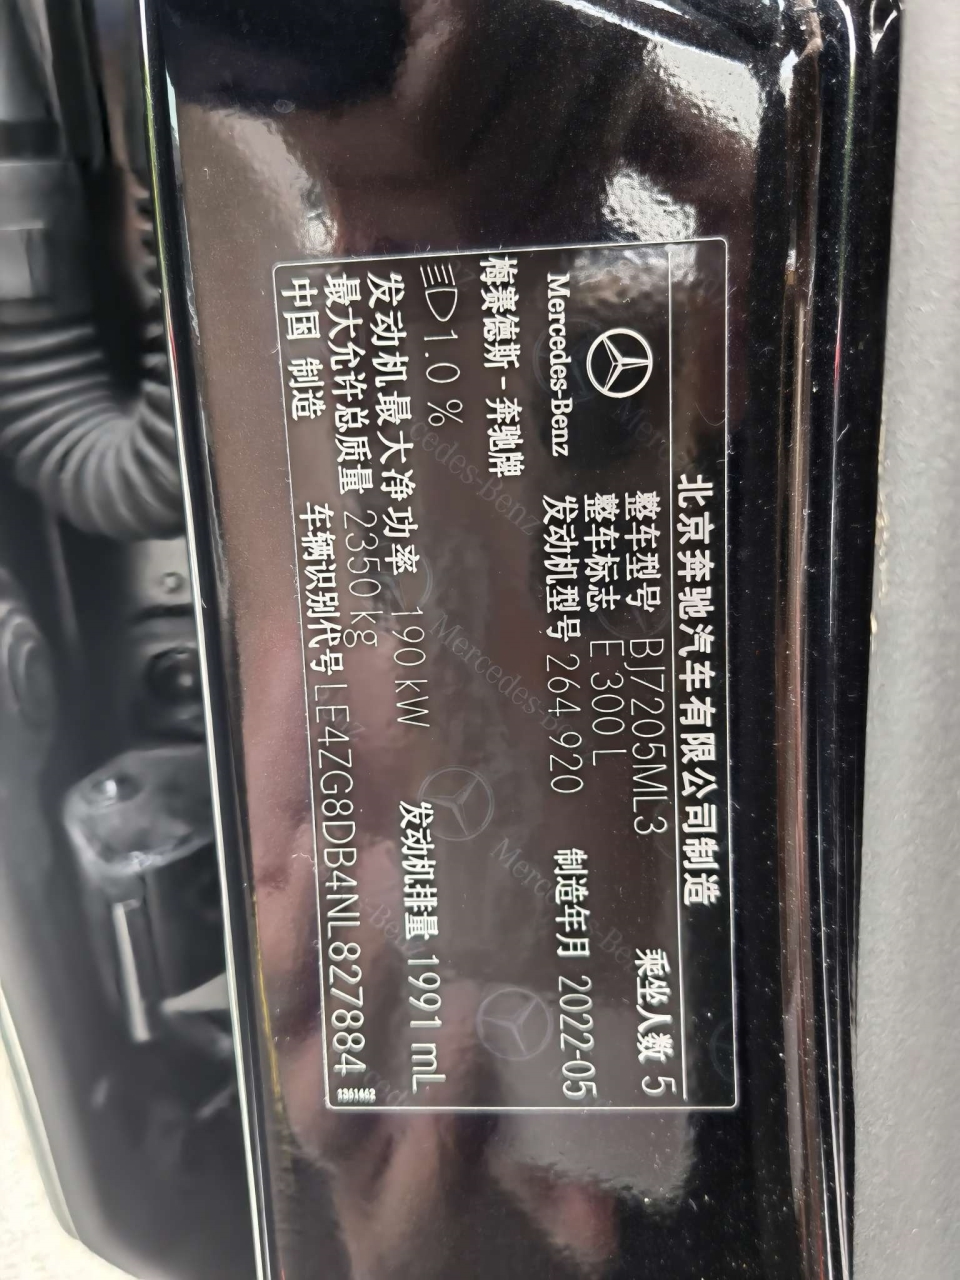 北京奔驰汽车有限公司制造
Mercedes-Benz
整车型号 BJ7205ML3
乘坐人数 5
整车标志 E 300 L
发动机型号 264 920
制造年月 2022-05
梅赛德斯-奔驰牌
1.0 %
发动机最大净功率 190 kW
发动机排量 1991 mL
最大允许总质量 2350 kg
中国 制造
车辆识别代号 LE4ZG8DB4NL827884